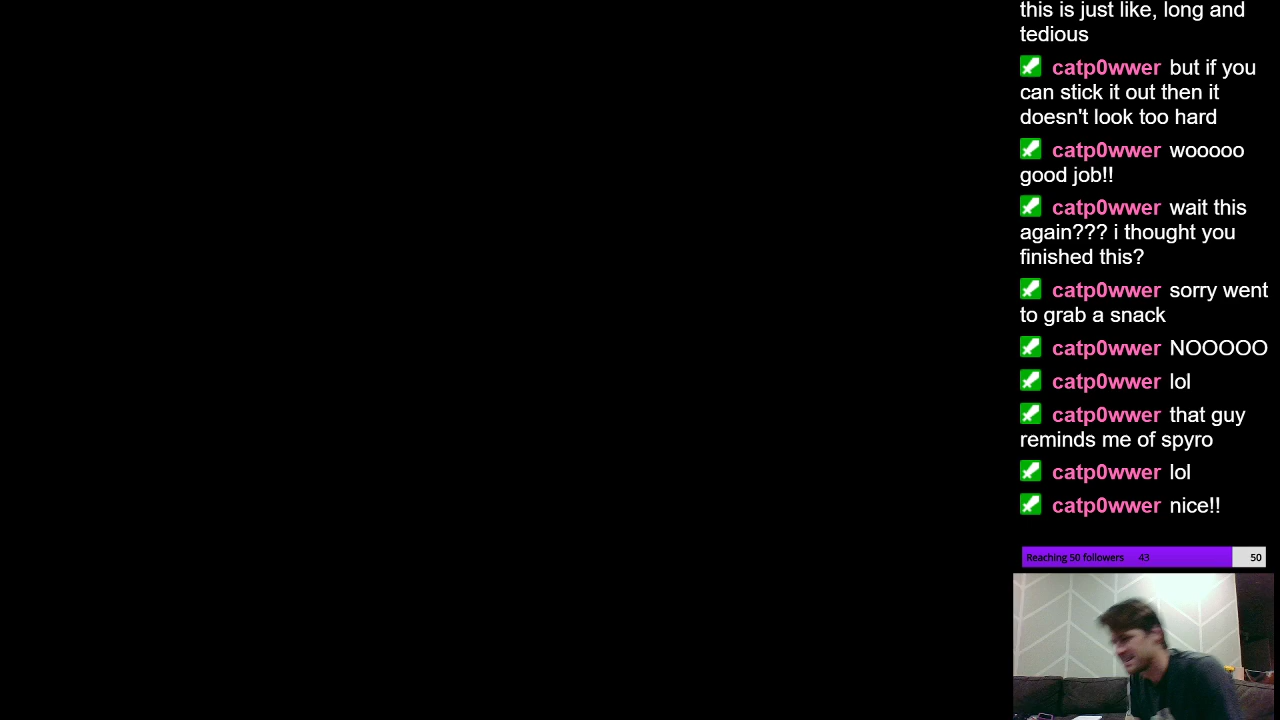 this is just like, long and
tedious
catp0wwer but if you
can stick it out then it
doesn't look too hard
catp0wwer wooooo
good job!!
catp0wwer wait this
again??? i thought you
finished this?
catp0wwer sorry went
to grab a snack
catp0wwer NOOOOO
catp0wwer lol
catp0wwer that guy
reminds me of spyro
catp0wwer lol
catp0wwer nice!!
Reaching 50 followers 43 50